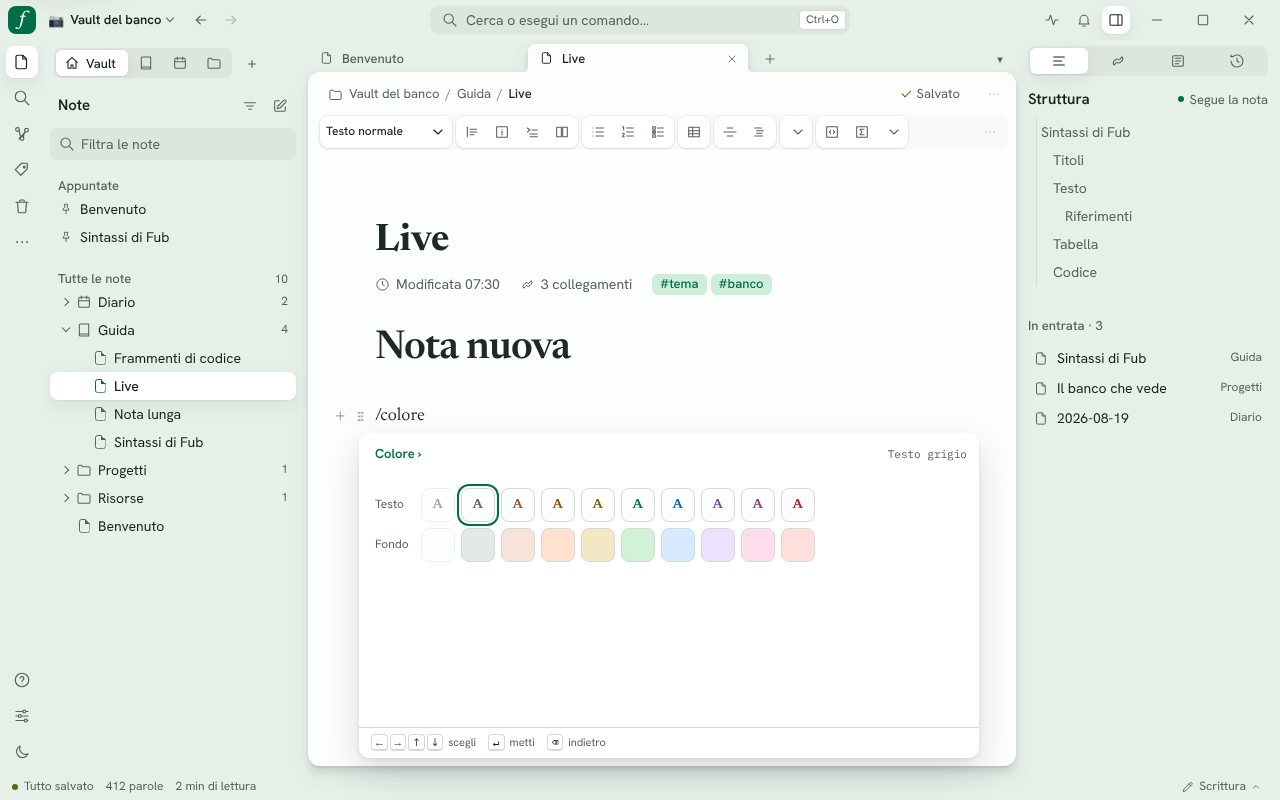 f Vault del banco
Cerca o esegui un comando… Ctrl+O
Vault
Note
Filtra le note
Appuntate
Benvenuto
Sintassi di Fub
Tutte le note 10
Diario 2
Guida 4
Frammenti di codice
Live
Nota lunga
Sintassi di Fub
Progetti 1
Risorse 1
Benvenuto
Benvenuto
Live
Vault del banco / Guida / Live
Salvato
Testo normale
Live
Modificata 07:30 3 collegamenti #tema #banco
Nota nuova
/colore
Colore › Testo grigio
Testo A A A A A A A A A A
Fondo
← → ↑ ↓ scegli ↵ metti ⌫ indietro
Struttura Segue la nota
Sintassi di Fub
Titoli
Testo
Riferimenti
Tabella
Codice
In entrata · 3
Sintassi di Fub Guida
Il banco che vede Progetti
2026-08-19 Diario
Tutto salvato 412 parole 2 min di lettura
Scrittura